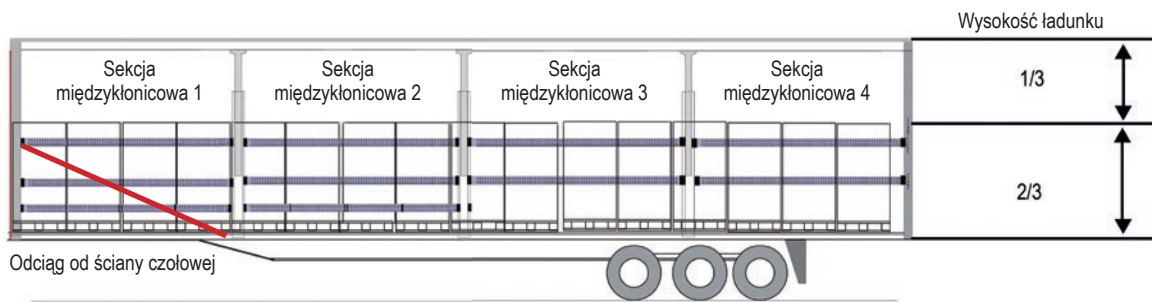 Wysokość ładunku
Sekcja
międzykłonicowa 1
Sekcja
międzykłonicowa 2
Sekcja
międzykłonicowa 3
Sekcja
międzykłonicowa 4
1/3
2/3
Odciąg od ściany czołowej